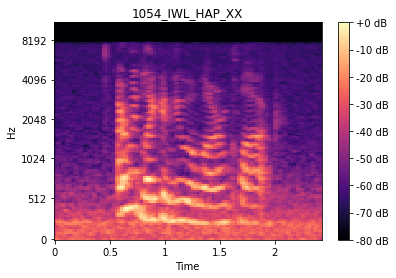 1054_IWL_HAP_XX
+0 dB
8192
-10 dB
4096
-20 dB
-30 dB
2048
Hz
-40 dB
1024
-50 dB
512
-60 dB
-70 dB
0
-80 dB
0
0.5
1
1.5
2
Time